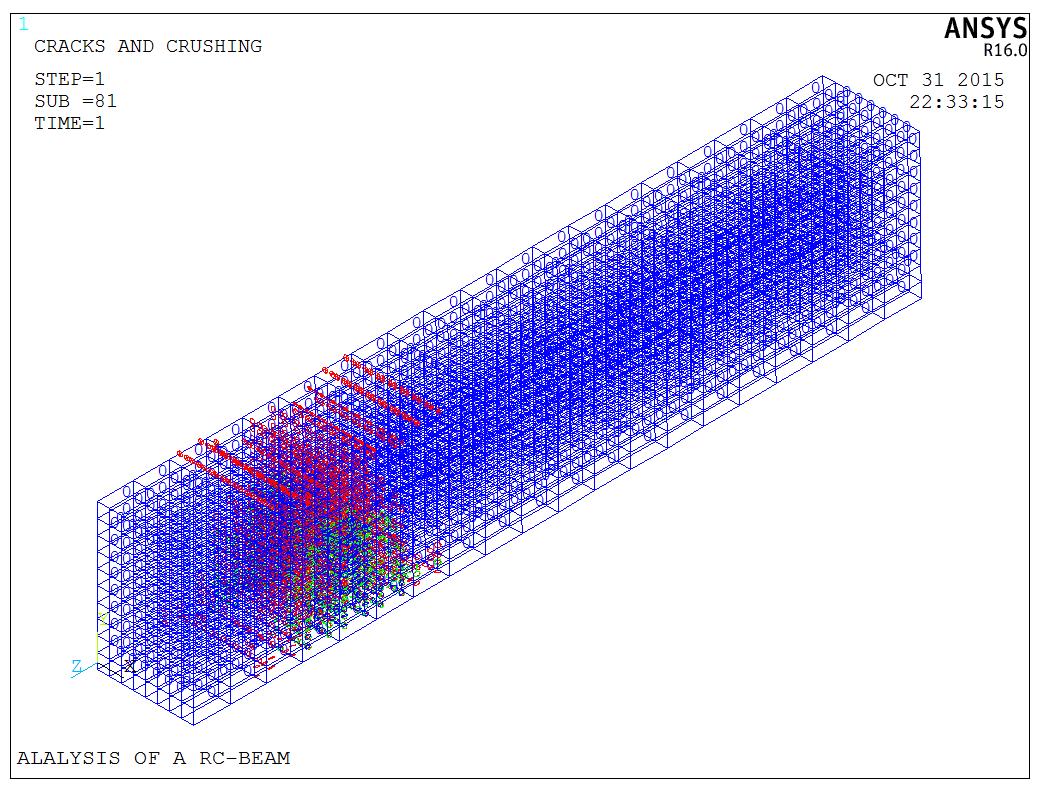 1
CRACKS AND CRUSHING
STEP=1
SUB =81
TIME=1
ANSYS
R16.0
OCT 31 2015
22:33:15
Z
X
ALALYSIS OF A RC-BEAM